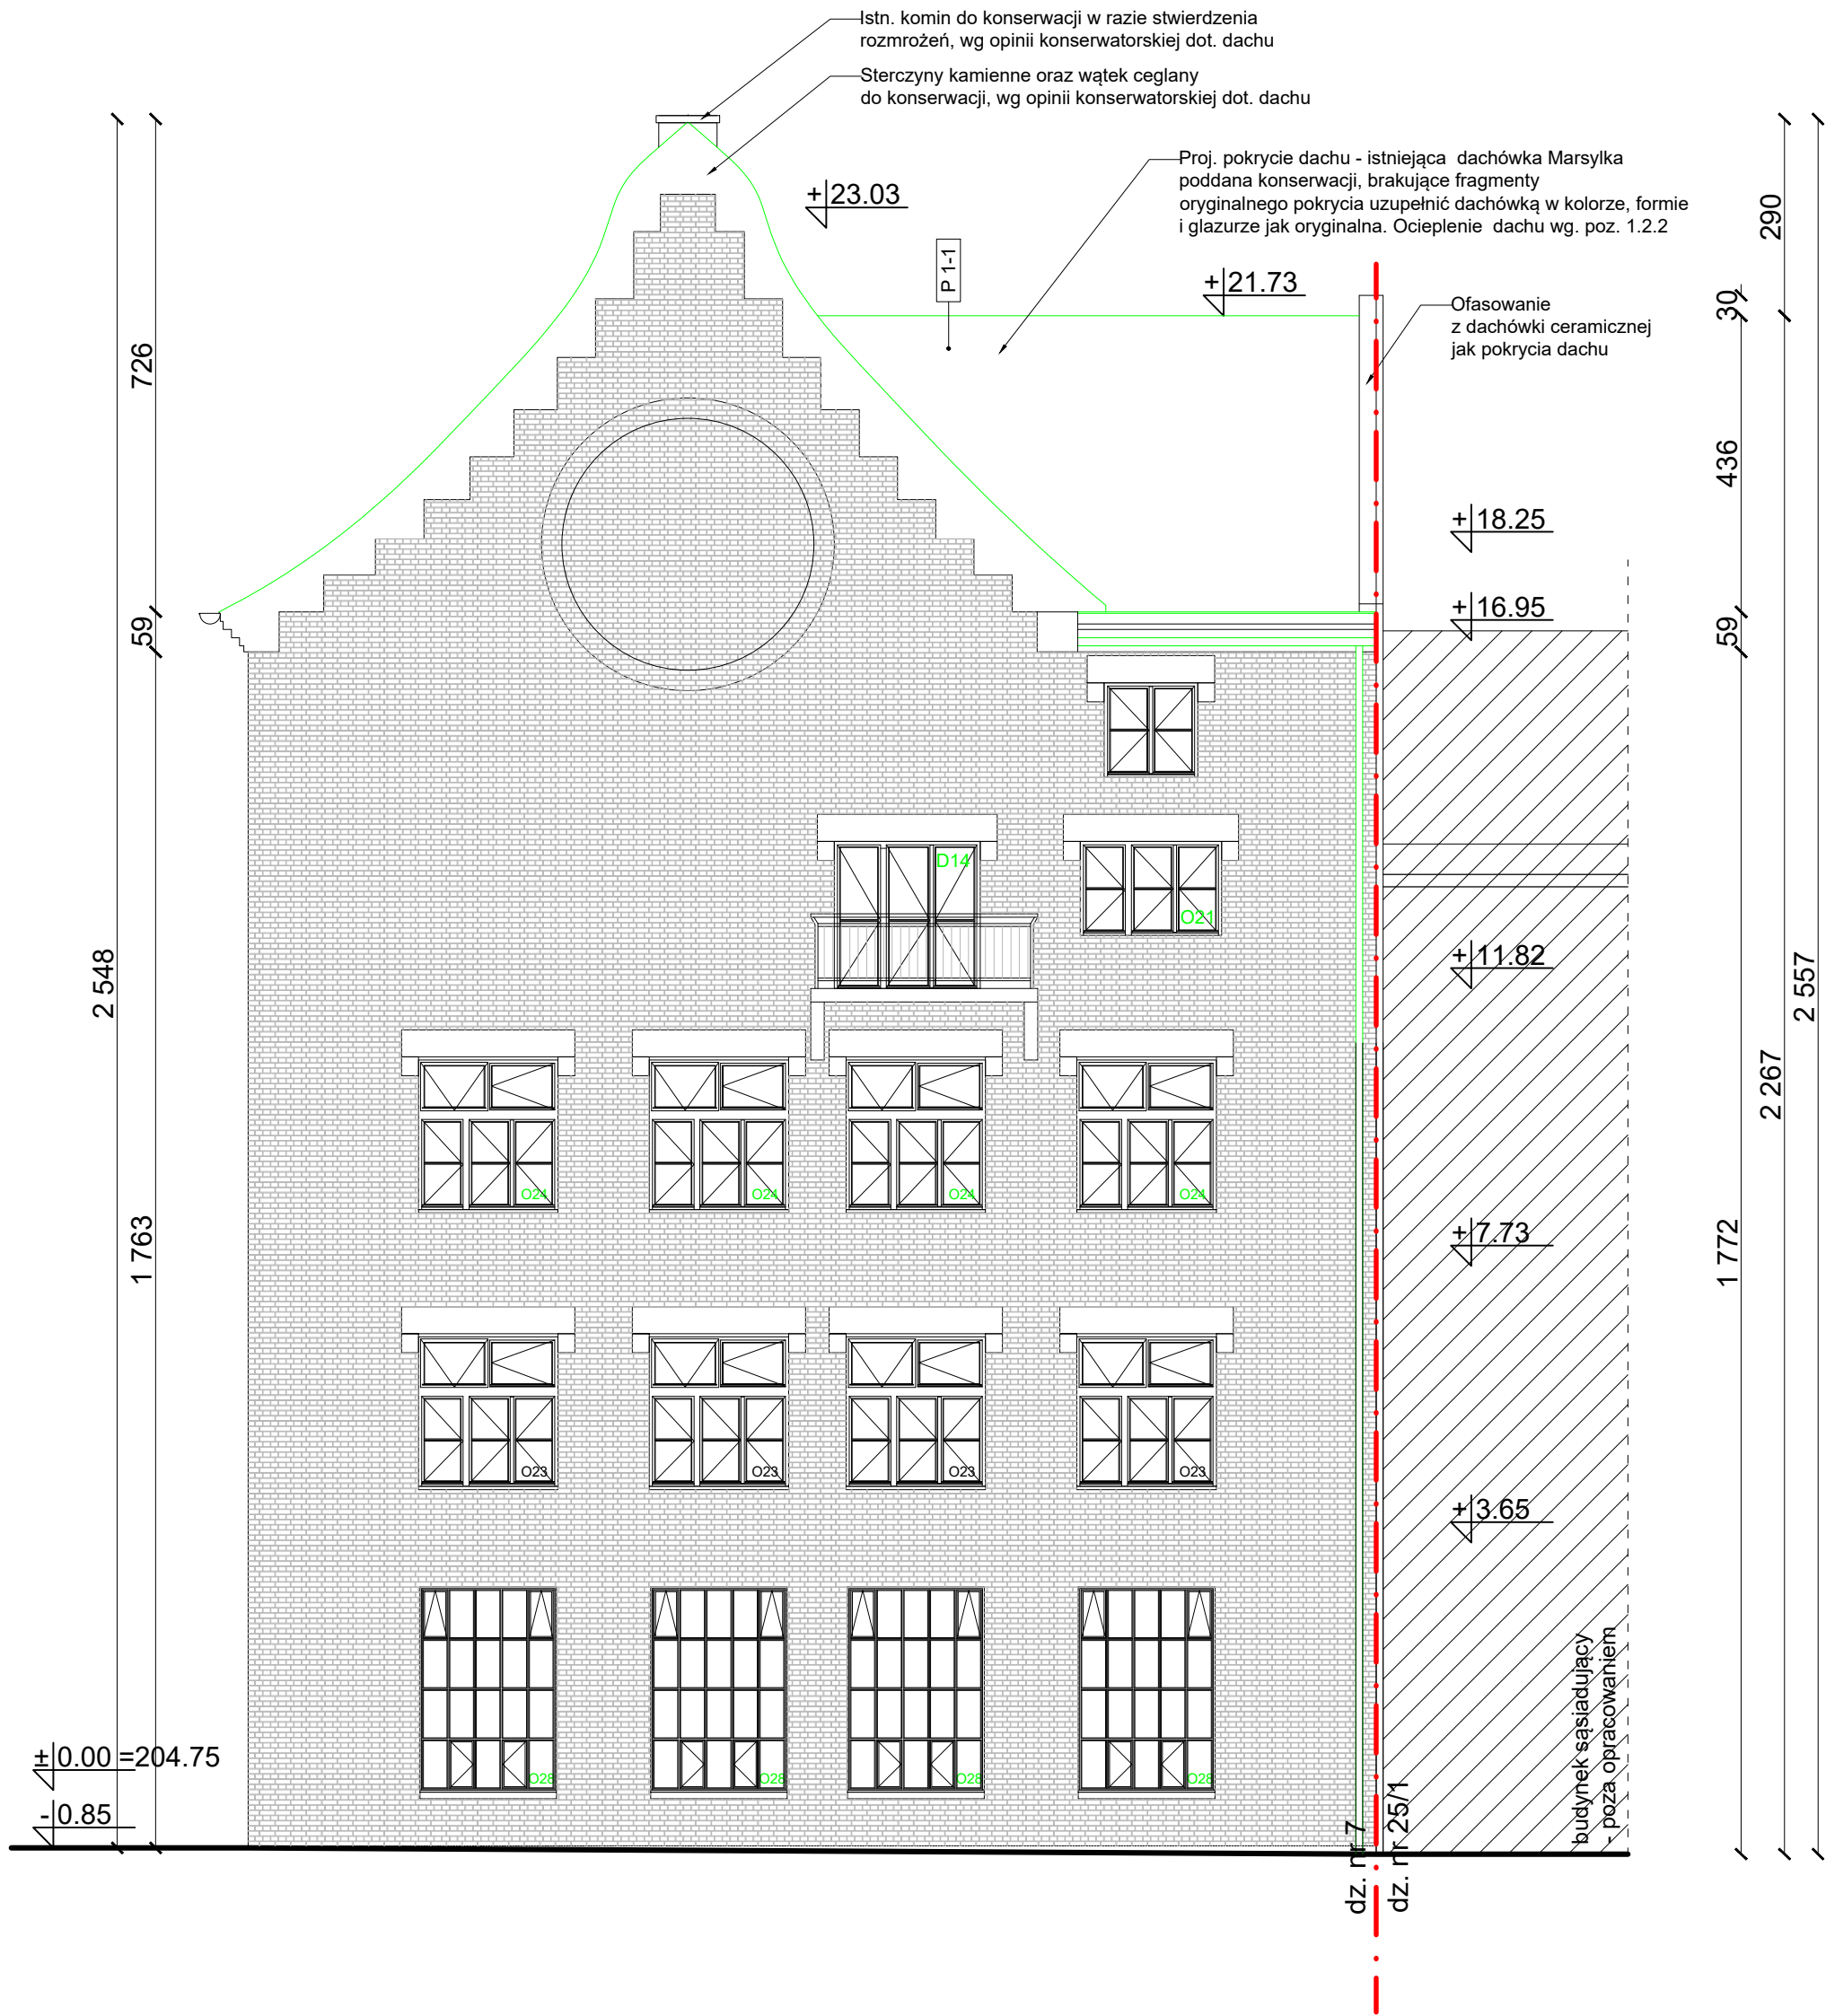 Istn. komin do konserwacji w razie stwierdzenia
rozmrożeń, wg opinii konserwatorskiej dot. dachu
Sterczyny kamienne oraz wątek ceglany
do konserwacji, wg opinii konserwatorskiej dot. dachu
Proj. pokrycie dachu - istniejąca dachówka Marsylka
poddana konserwacji, brakujące fragmenty
oryginalnego pokrycia uzupełnić dachówką w kolorze, formie
i glazurze jak oryginalna. Ocieplenie dachu wg. poz. 1.2.2
+23.03
P 1-1
+21.73
Ofasowanie
z dachówki ceramicznej
jak pokrycia dachu
290
30
726
436
+18.25
+16.95
59
59
D14
O21
2 548
+11.82
2 557
2 267
O24
O24
O24
O24
1 763
+7.73
1 772
O23
O23
O23
O23
+3.65
O28
O28
O28
O28
±0.00 =204.75
-0.85
budynek sąsiadujący
- poza opracowaniem
dz. nr 7
dz. nr 25/1